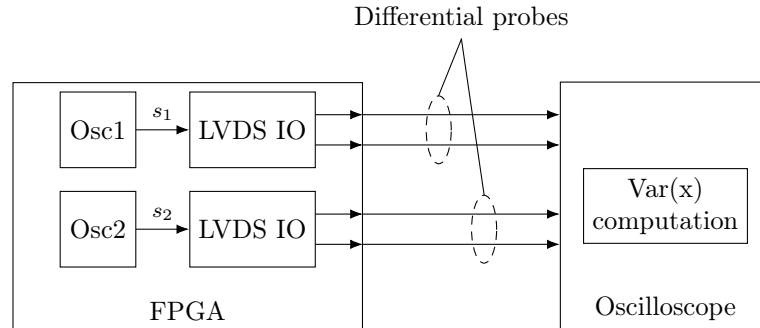 Differential probes
Osc1
s1
LVDS IO
Osc2
s2
LVDS IO
Var(x)
computation
FPGA
Oscilloscope